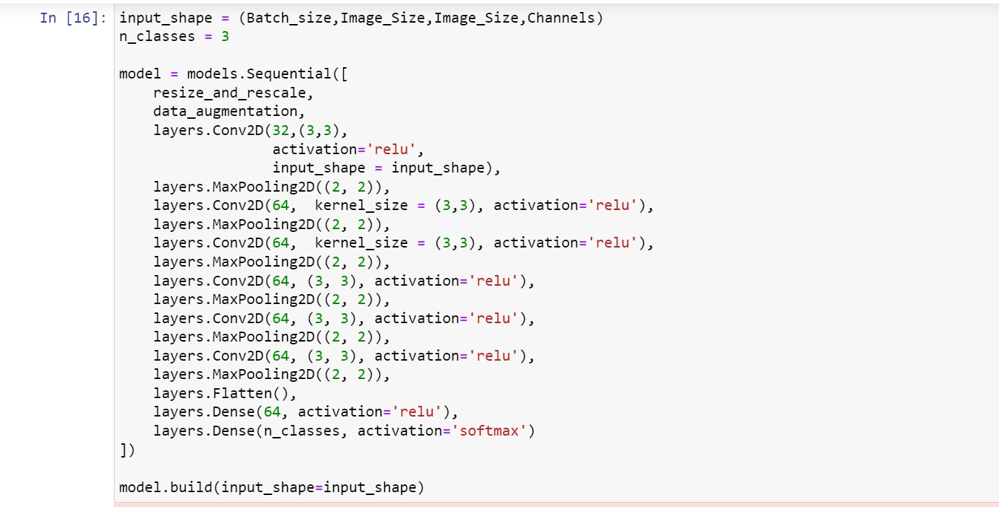 In [16]: input_shape = (Batch_size,Image_Size,Image_Size,Channels)
n_classes = 3

model = models.Sequential([
    resize_and_rescale,
    data_augmentation,
    layers.Conv2D(32,(3,3),
                  activation='relu',
                  input_shape = input_shape),
    layers.MaxPooling2D((2, 2)),
    layers.Conv2D(64,  kernel_size = (3,3), activation='relu'),
    layers.MaxPooling2D((2, 2)),
    layers.Conv2D(64,  kernel_size = (3,3), activation='relu'),
    layers.MaxPooling2D((2, 2)),
    layers.Conv2D(64, (3, 3), activation='relu'),
    layers.MaxPooling2D((2, 2)),
    layers.Conv2D(64, (3, 3), activation='relu'),
    layers.MaxPooling2D((2, 2)),
    layers.Conv2D(64, (3, 3), activation='relu'),
    layers.MaxPooling2D((2, 2)),
    layers.Flatten(),
    layers.Dense(64, activation='relu'),
    layers.Dense(n_classes, activation='softmax')
])

model.build(input_shape=input_shape)